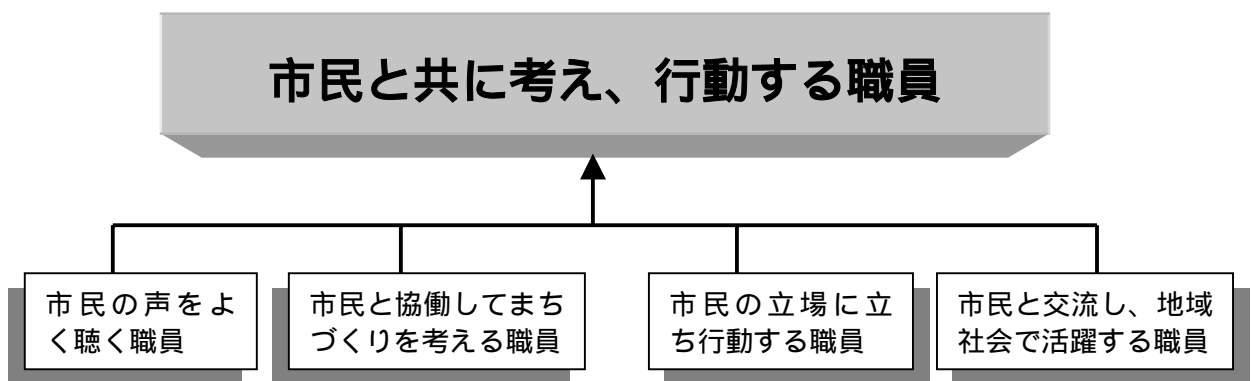 市民と共に考え、行動する職員
市民の声をよ
く聴く職員
市民と協働してまち
づくりを考える職員
市民の立場に立
ち行動する職員
市民と交流し、地域
社会で活躍する職員